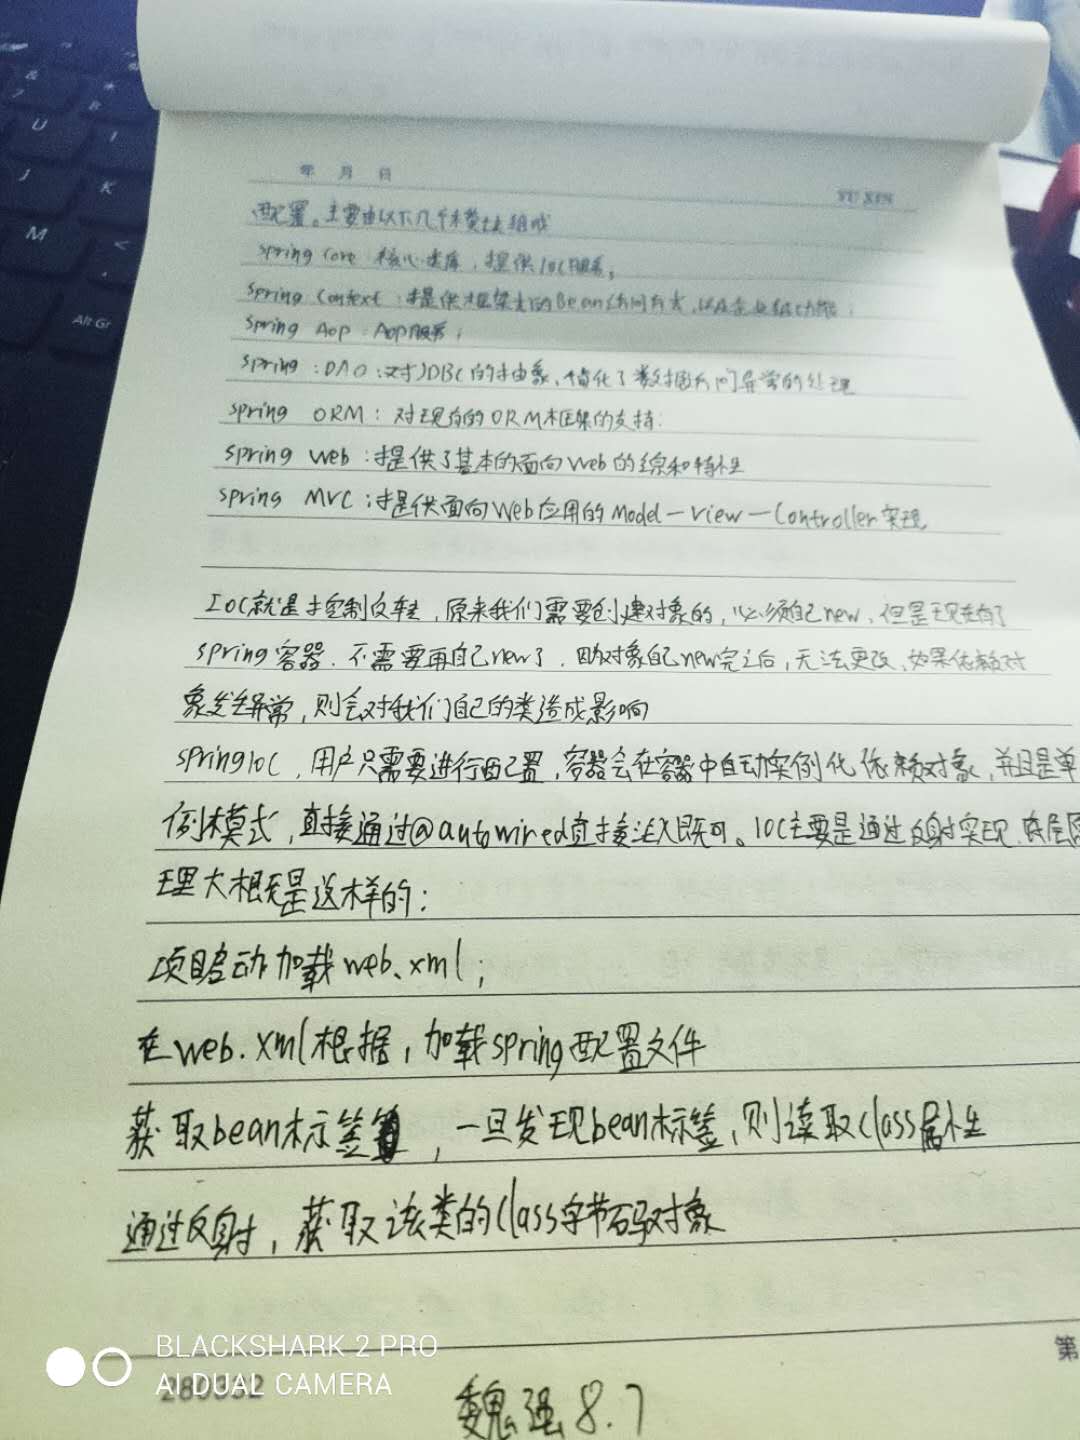 &
7
*
8
U
I
J
K
M
<
,
Alt Gr
年 月 日
YU XIN
配置。主要由以下几个模块组成
spring core 核心类库,提供IOC服务;
spring context:提供框架式的Bean访问方式,以及企业级功能;
spring Aop:Aop服务;
spring:DAO:对JDBC的抽象,简化了数据访问异常的处理
spring ORM:对现有的ORM框架的支持;
spring web:提供了基本的面向Web的综和特性
spring MVC:提供面向Web应用的Model-View-Controller实现
IOC就是控制反转,原来我们需要创建对象的,必须自己new,但是现在有了
spring容器,不需要再自己new了,因为对象自己new完之后,无法更改,如果依赖对
象发生异常,则会对我们自己的类造成影响
springIOC,用户只需要进行配置,容器会在容器中自动实例化依赖对象,并且是单
例模式,直接通过@autowired直接注入既可。IOC主要是通过反射实现,底层原
理大概是这样的:
项目启动加载web.xml;
在web.xml根据,加载spring配置文件
获取bean标签,一旦发现bean标签,则读取class属性
通过反射,获取该类的Class字节码对象
第
BLACKSHARK 2 PRO
AI DUAL CAMERA
魏强 8.7